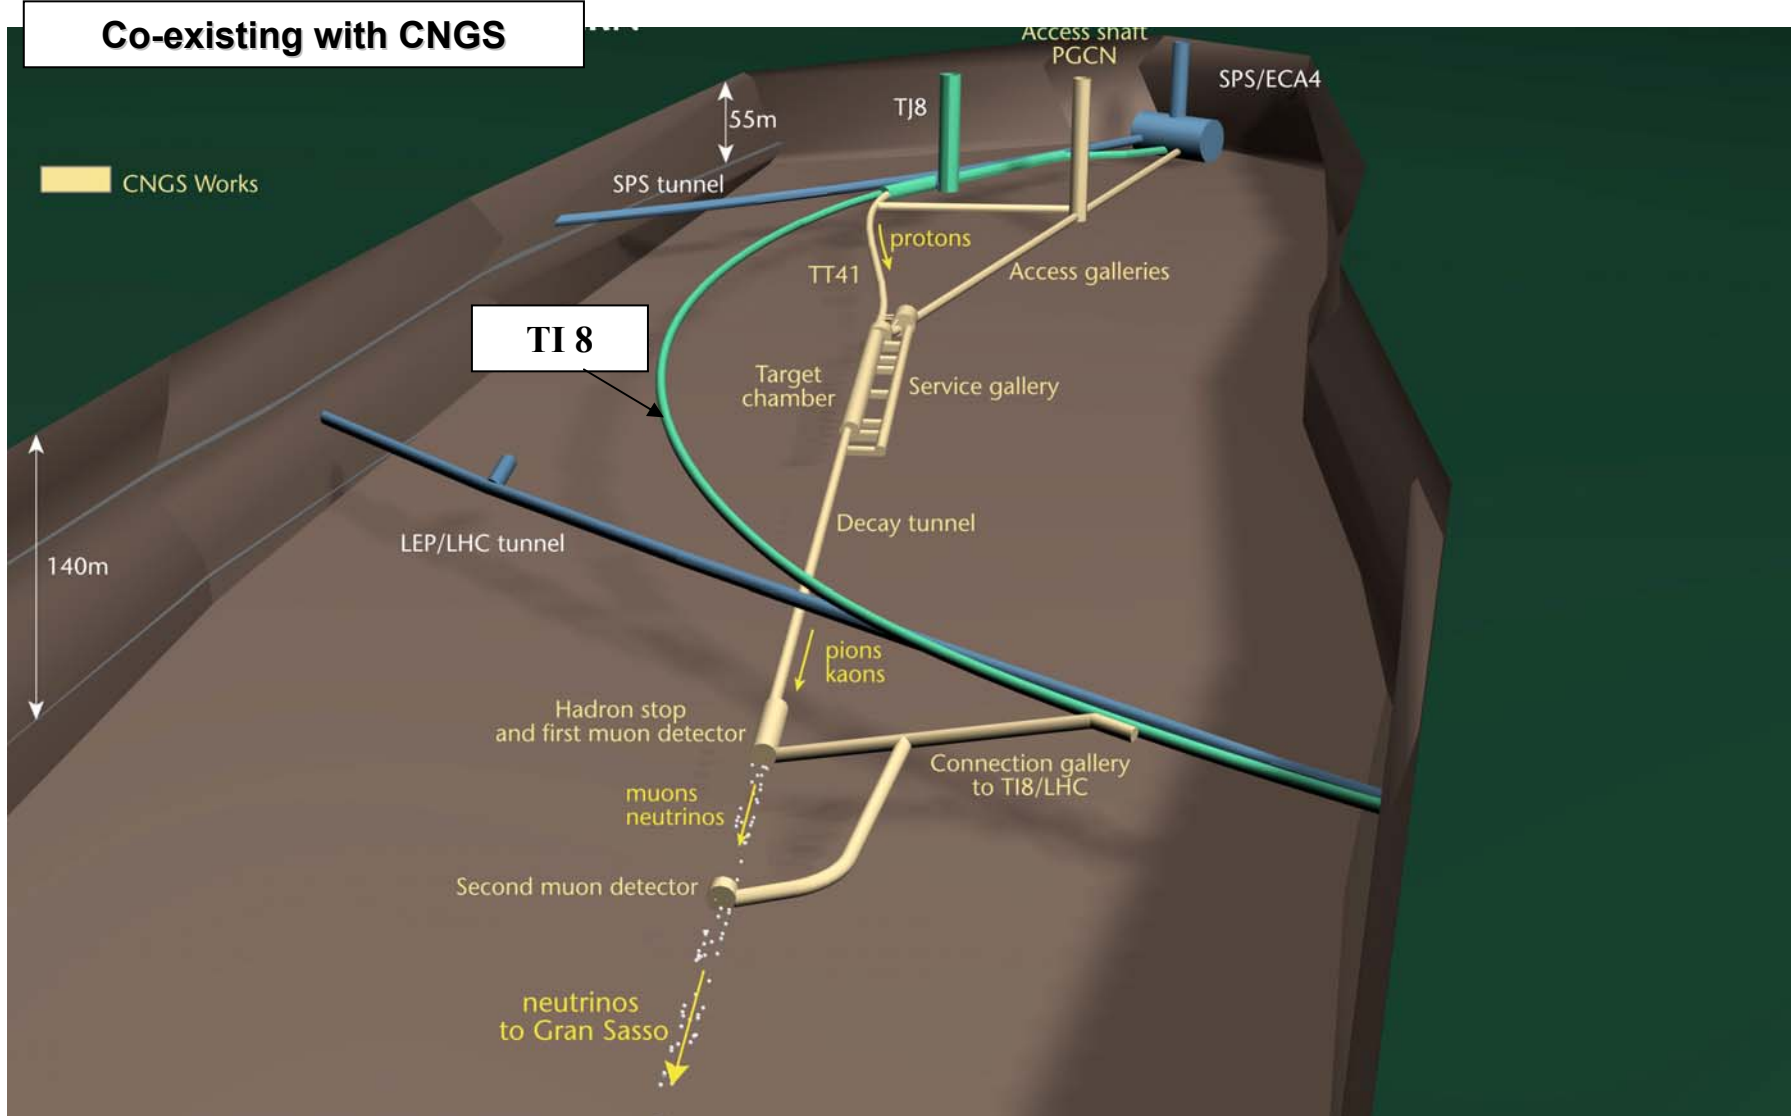 Co-existing with CNGS
Access shaft
PGCN
SPS/ECA4
TJ8
55m
CNGS Works
SPS tunnel
protons
TT41
Access galleries
TI 8
Target
chamber
Service gallery
Decay tunnel
LEP/LHC tunnel
140m
pions
kaons
Hadron stop
and first muon detector
Connection gallery
to TI8/LHC
muons
neutrinos
Second muon detector
neutrinos
to Gran Sasso